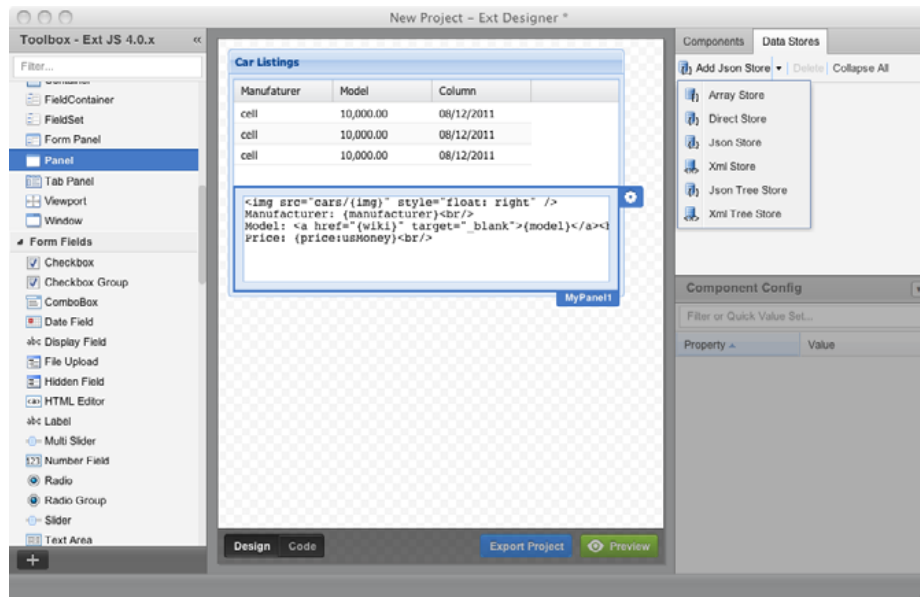 New Project – Ext Designer *
Toolbox - Ext JS 4.0.x «
Filter...
FieldContainer
FieldSet
Form Panel
Panel
Tab Panel
Viewport
Window
Form Fields
Checkbox
Checkbox Group
ComboBox
Date Field
abc Display Field
File Upload
Hidden Field
HTML Editor
abc Label
Multi Slider
123 Number Field
Radio
Radio Group
Slider
Text Area
+
Car Listings
Manufaturer Model Column
cell 10,000.00 08/12/2011
cell 10,000.00 08/12/2011
cell 10,000.00 08/12/2011
<img src="cars/{img}" style="float: right" />
Manufacturer: {manufacturer}<br/>
Model: <a href="{wiki}" target="_blank">{model}</a><b
Price: {price:usMoney}<br/>
MyPanel1
Design Code Export Project Preview
Components Data Stores
Add Json Store Delete Collapse All
Array Store
Direct Store
Json Store
Xml Store
Json Tree Store
Xml Tree Store
Component Config
Filter or Quick Value Set...
Property Value